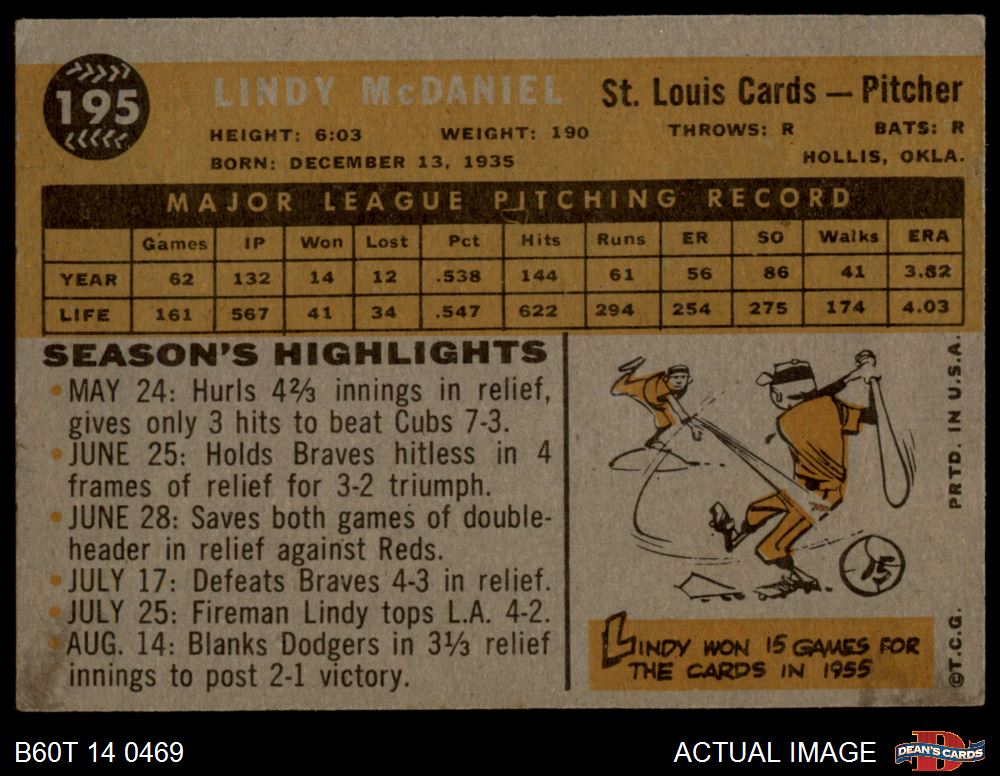 195
LINDY McDANIEL St. Louis Cards — Pitcher
HEIGHT: 6:03 WEIGHT: 190 THROWS: R BATS: R
BORN: DECEMBER 13, 1935 HOLLIS, OKLA.
MAJOR LEAGUE PITCHING RECORD
Games IP Won Lost Pct Hits Runs ER SO Walks ERA
YEAR 62 132 14 12 .538 144 61 56 86 41 3.82
LIFE 161 567 41 34 .547 622 294 254 275 174 4.03
SEASON'S HIGHLIGHTS
• MAY 24: Hurls 4⅔ innings in relief,
gives only 3 hits to beat Cubs 7-3.
• JUNE 25: Holds Braves hitless in 4
frames of relief for 3-2 triumph.
• JUNE 28: Saves both games of double-
header in relief against Reds.
• JULY 17: Defeats Braves 4-3 in relief.
• JULY 25: Fireman Lindy tops L.A. 4-2.
• AUG. 14: Blanks Dodgers in 3⅓ relief
innings to post 2-1 victory.
15
LINDY WON 15 GAMES FOR
THE CARDS IN 1955
PRTD. IN U.S.A.
©T.C.G.
B60T 14 0469 ACTUAL IMAGE DEAN'S CARDS